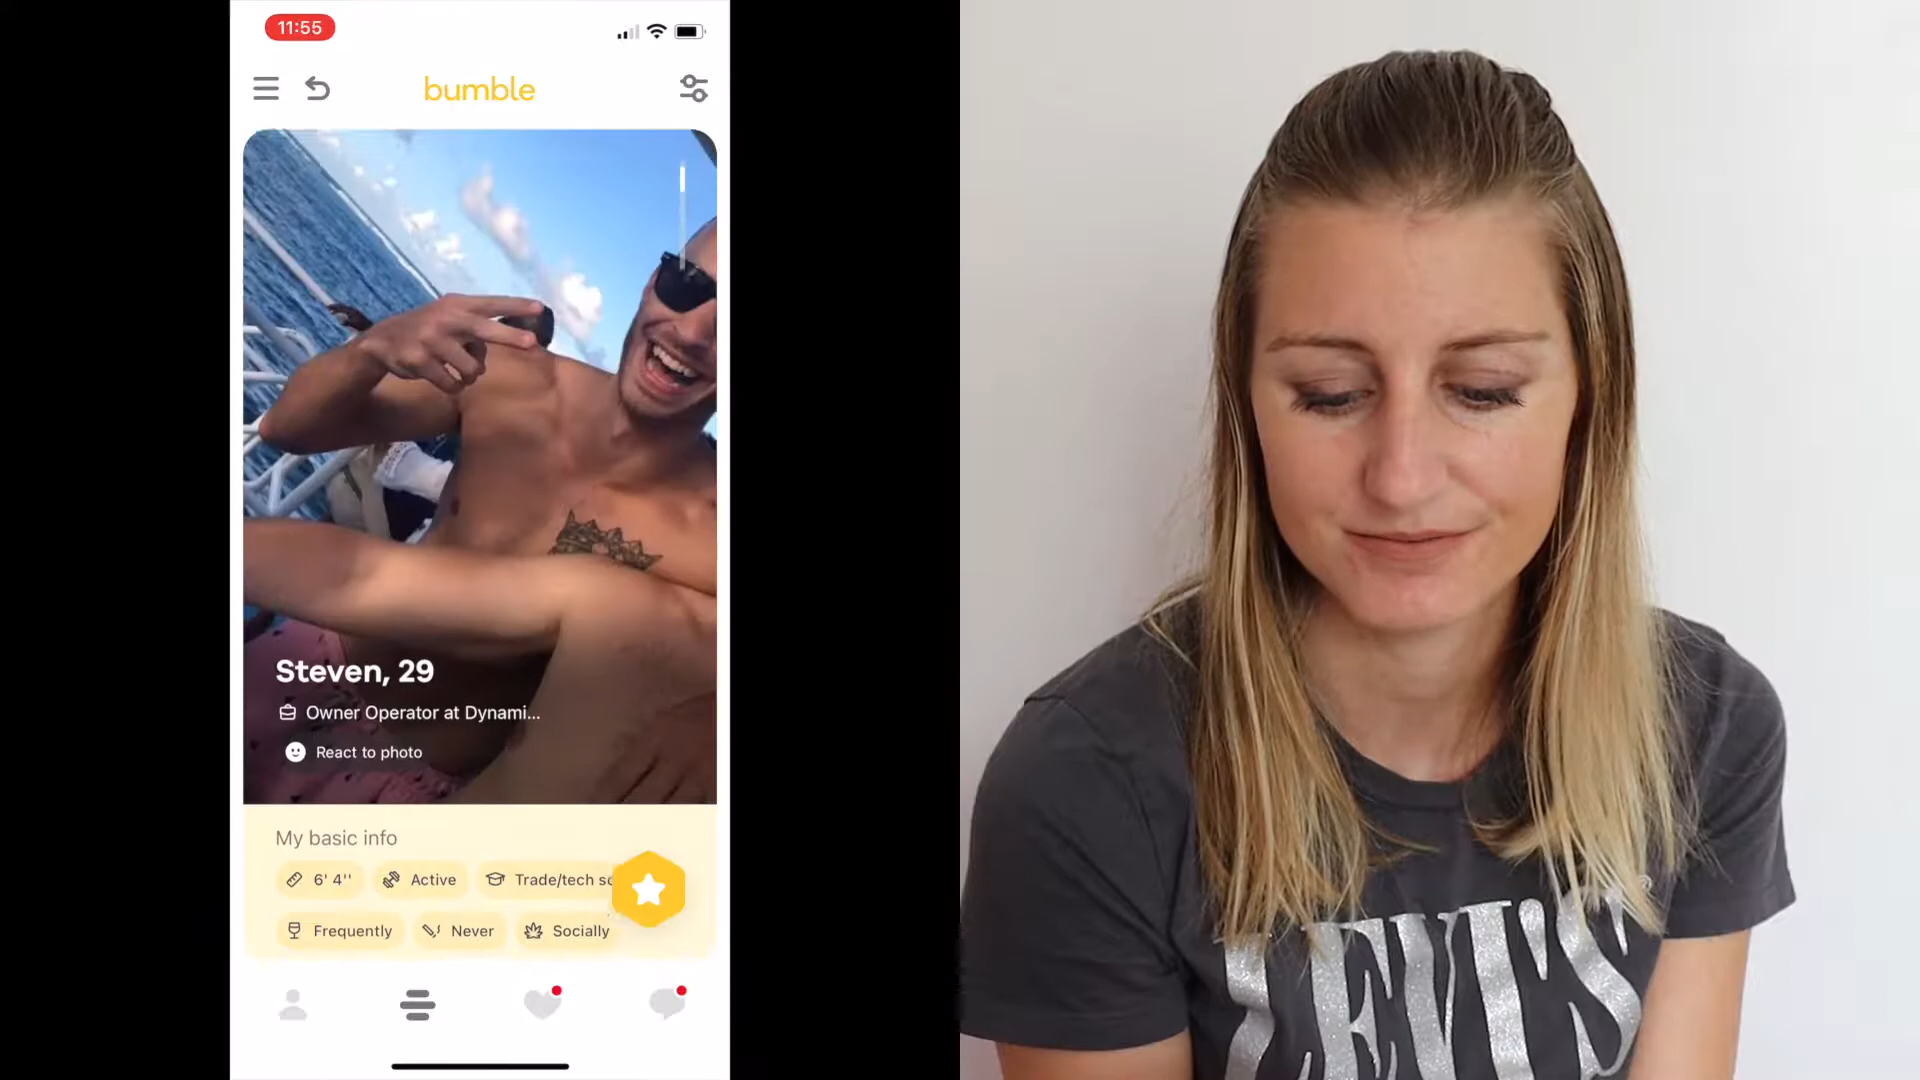 11:55
bumble
Steven, 29
Owner Operator at Dynami...
React to photo
My basic info
6' 4''
Active
Trade/tech sc
Frequently
Never
Socially
LEVI'S®